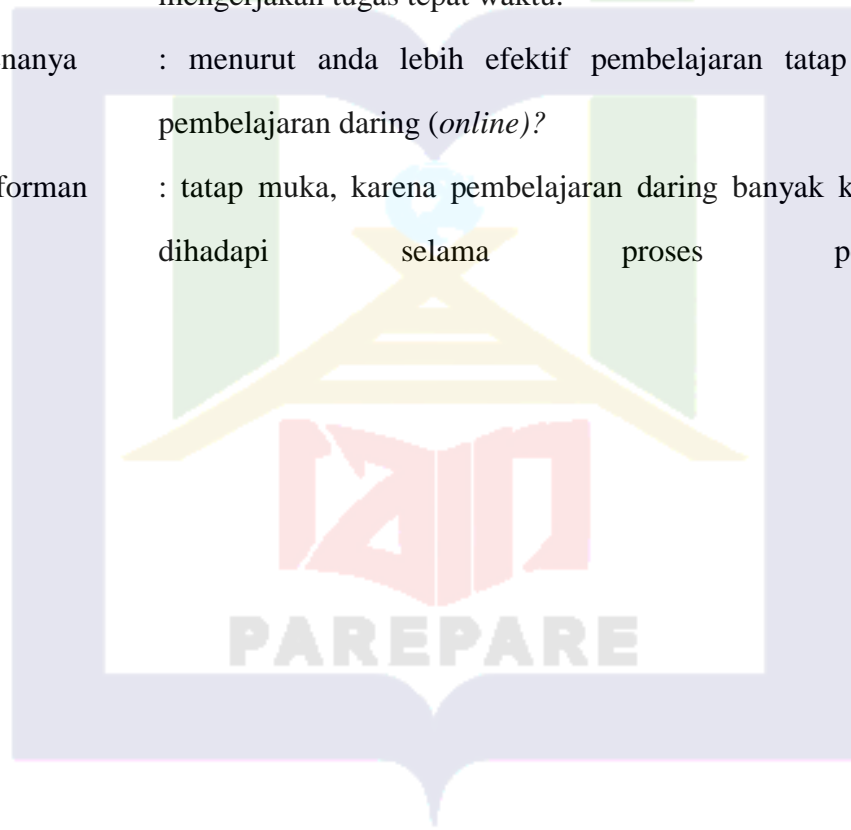 mengerjakan tugas tepat waktu.
nanya : menurut anda lebih efektif pembelajaran tatap
pembelajaran daring (online)?
forman : tatap muka, karena pembelajaran daring banyak k
dihadapi selama proses p
iain
PAREPARE